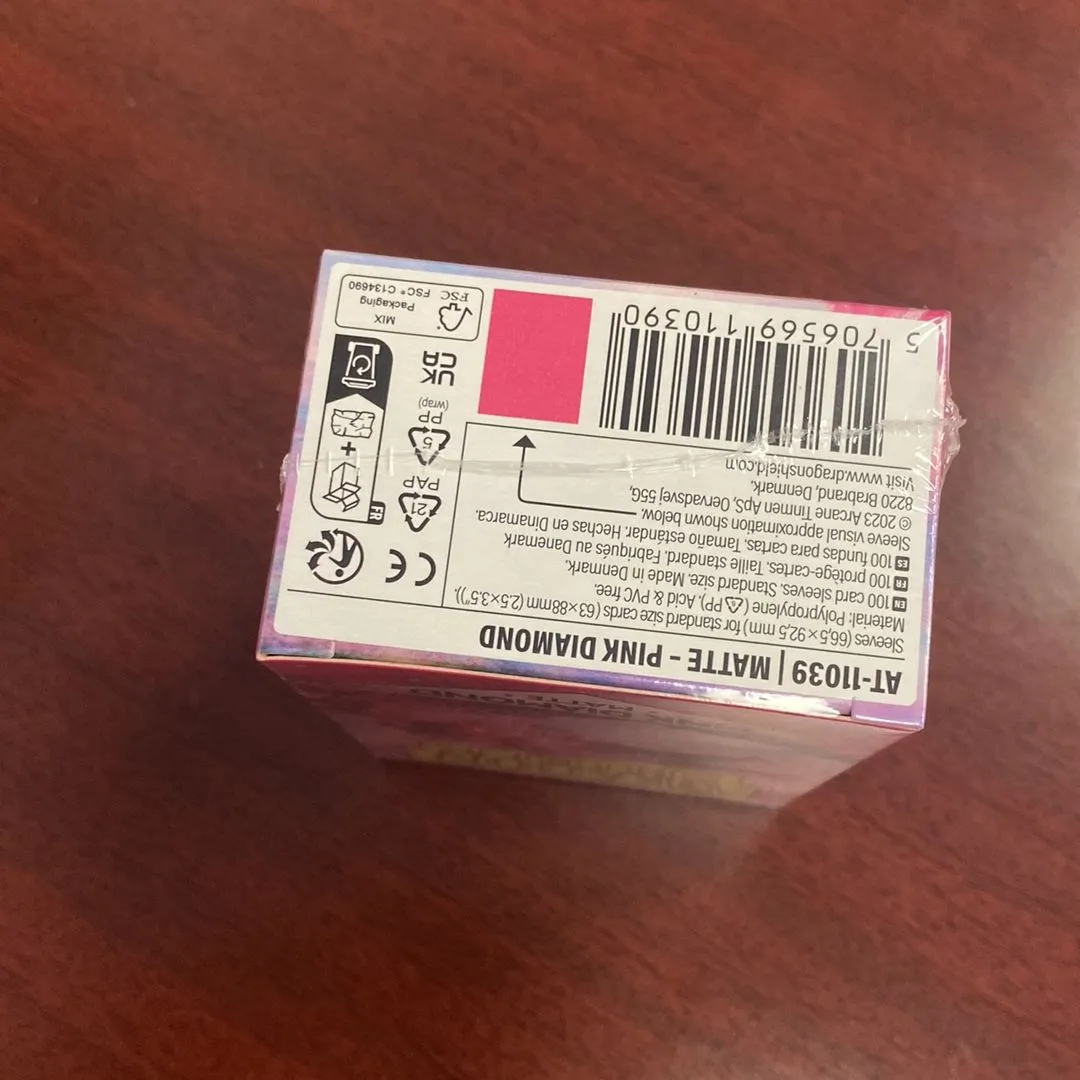 AT-11039 | MATTE - PINK DIAMOND
Sleeves (66,5×92,5 mm) for standard size cards (63×88mm (2.5×3.5")).
Material: Polypropylene (5 PP), Acid & PVC free.
EN 100 card sleeves. Standard size. Made in Denmark.
FR 100 protège-cartes. Taille standard. Fabriqués au Danemark
ES 100 fundas para cartas. Tamaño estándar. Hechas en Dinamarca.
Sleeve visual approximation shown below.
© 2023 Arcane Tinmen ApS, Oervadsvej 55G,
8220 Brabrand, Denmark.
Visit www.dragonshield.com
5 706569 110390
CE
21
PAP
5
PP
(wrap)
UK
CA
FR
+
FSC
MIX
Packaging
FSC® C134690
PINK DIAMOND
MATTE